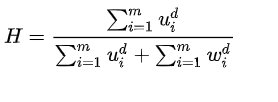 H = \frac{\sum_{i=1}^{m} u_i^d}{\sum_{i=1}^{m} u_i^d + \sum_{i=1}^{m} w_i^d}